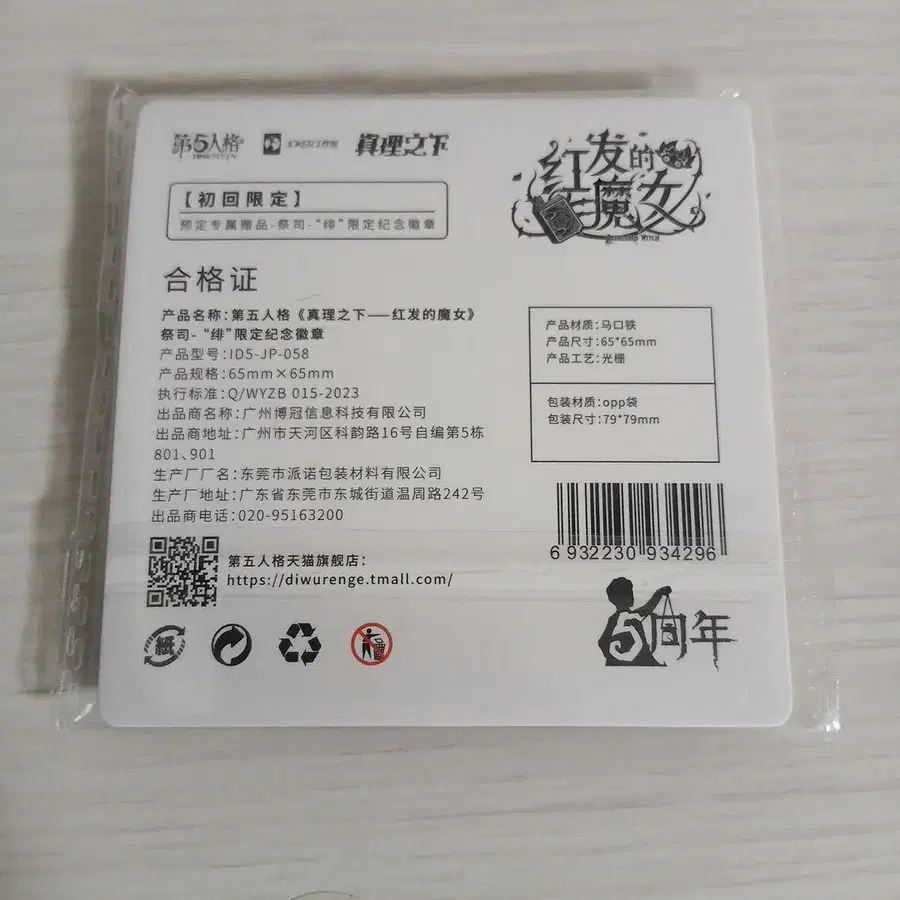 第5人格
真理之下
红发的魔女
【初回限定】
预定专属赠品-祭司-“绯”限定纪念徽章
合格证
产品名称:第五人格《真理之下——红发的魔女》
祭司-“绯”限定纪念徽章
产品型号:ID5-JP-058
产品规格:65mm×65mm
执行标准:Q/WYZB 015-2023
出品商名称:广州博冠信息科技有限公司
出品商地址:广州市天河区科韵路16号自编第5栋
801、901
生产厂厂名:东莞市派诺包装材料有限公司
生产厂地址:广东省东莞市东城街道温周路242号
出品商电话:020-95163200
产品材质:马口铁
产品尺寸:65*65mm
产品工艺:光栅
包装材质:opp袋
包装尺寸:79*79mm
6 932230 934296
第五人格天猫旗舰店:
https://diwurenge.tmall.com/
紙
5周年